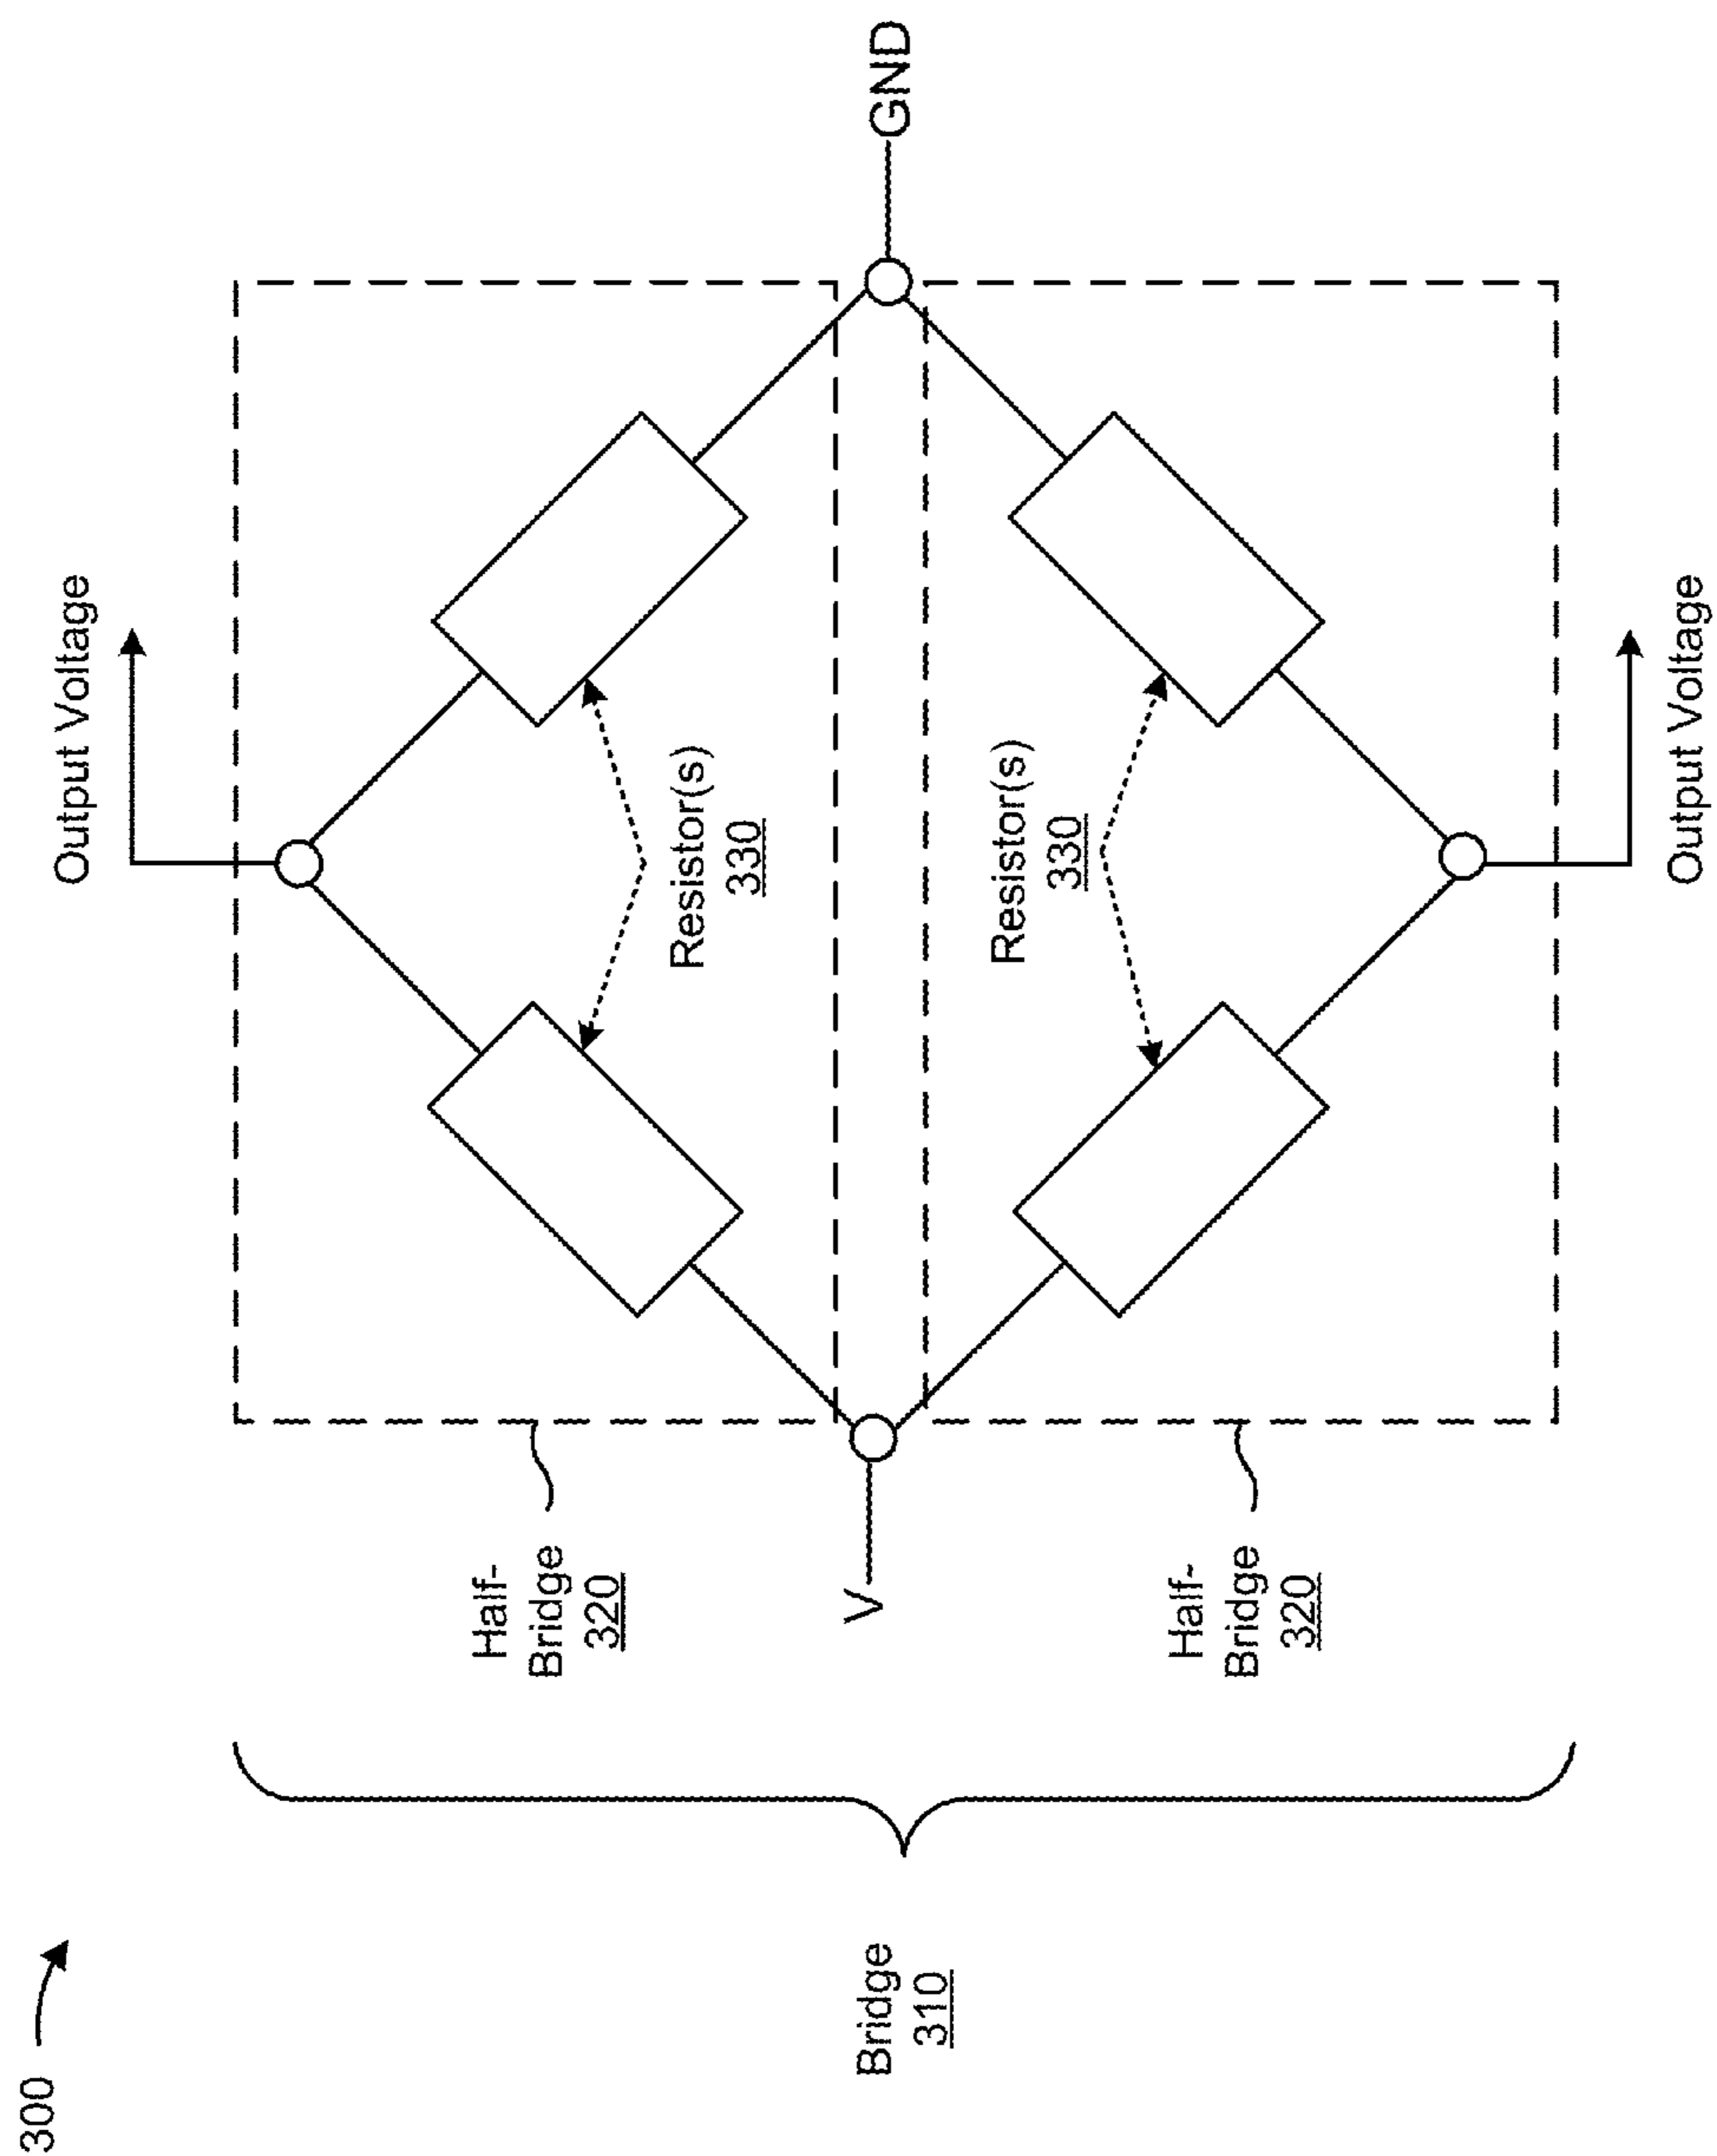 300
Bridge
310
Half-
Bridge
320
Half-
Bridge
320
V
Output Voltage
Resistor(s)
330
Resistor(s)
330
Output Voltage
GND